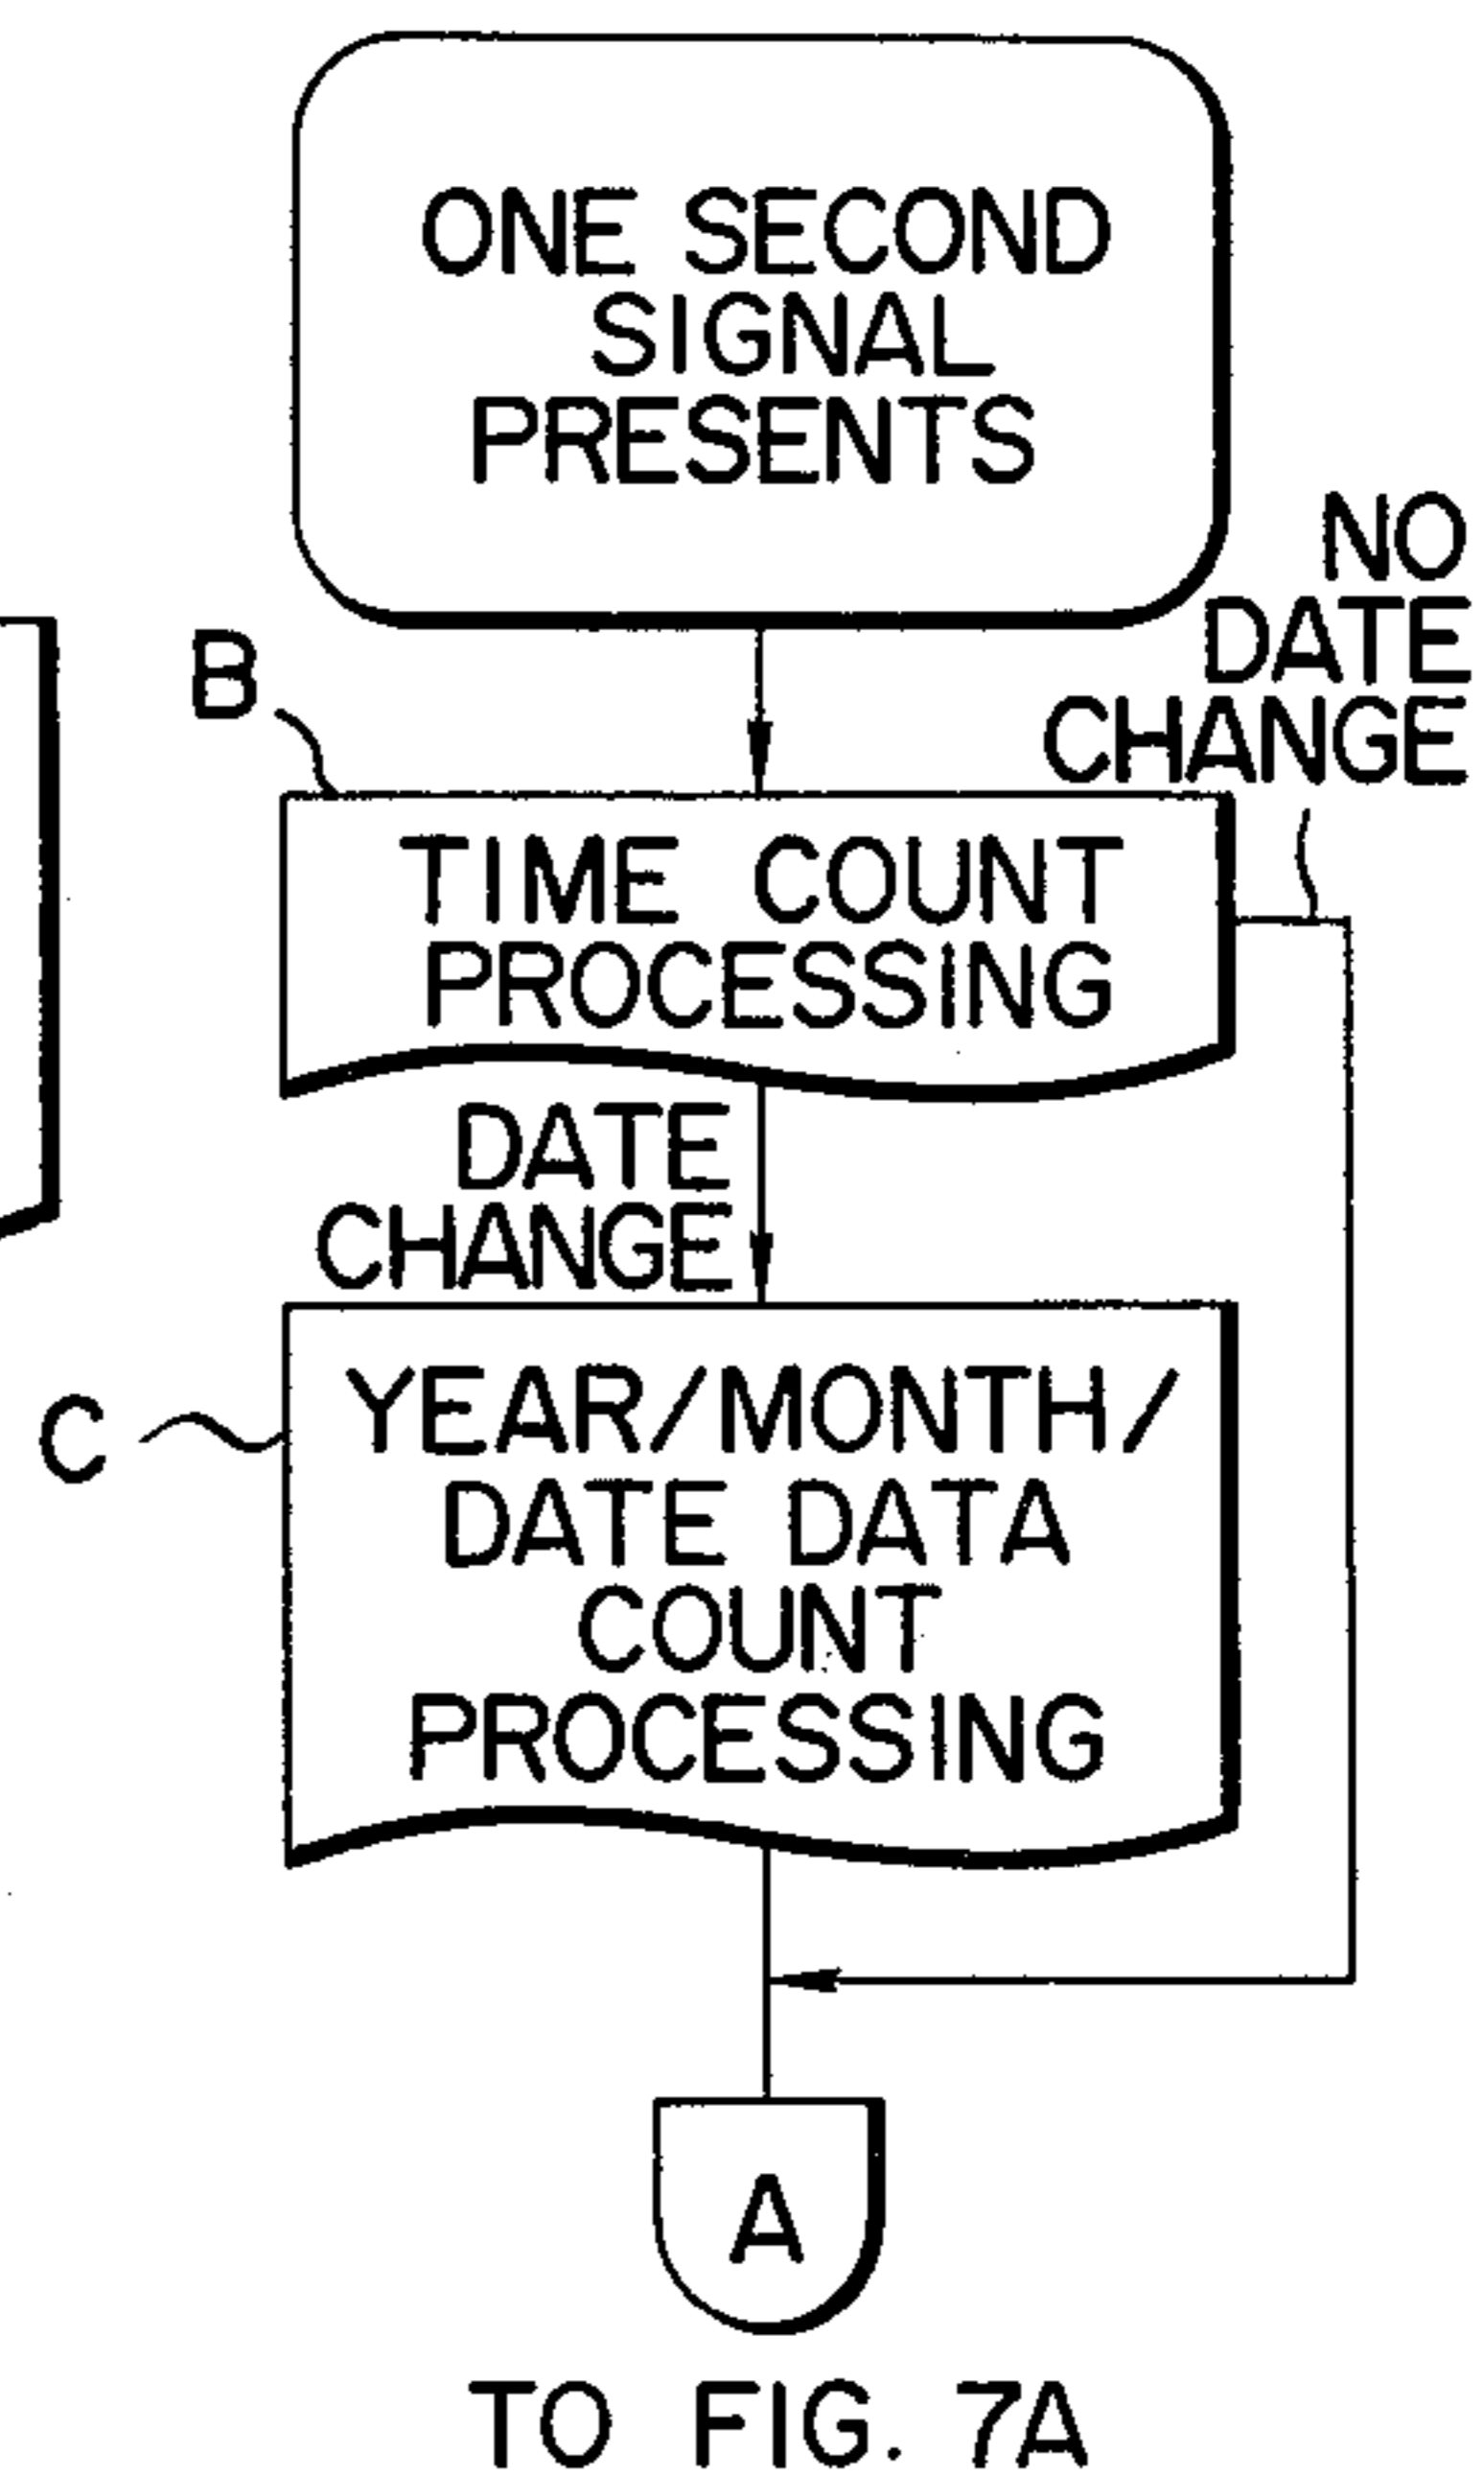 ONE SECOND
SIGNAL
PRESENTS
NO
DATE
CHANGE
B
TIME COUNT
PROCESSING
DATE
CHANGE
C
YEAR/MONTH/
DATE DATA
COUNT
PROCESSING
A
TO FIG. 7A